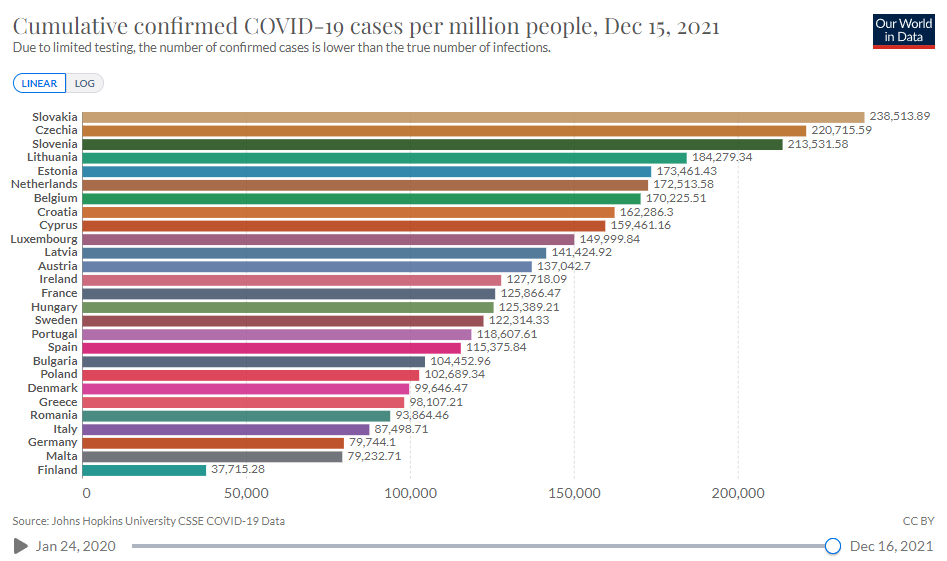 Cumulative confirmed COVID-19 cases per million people, Dec 15, 2021
Due to limited testing, the number of confirmed cases is lower than the true number of infections.
Our World
in Data
LINEAR LOG
Slovakia 238,513.89
Czechia 220,715.59
Slovenia 213,531.58
Lithuania 184,279.34
Estonia 173,461.43
Netherlands 172,513.58
Belgium 170,225.51
Croatia 162,286.3
Cyprus 159,461.16
Luxembourg 149,999.84
Latvia 141,424.92
Austria 137,042.7
Ireland 127,718.09
France 125,866.47
Hungary 125,389.21
Sweden 122,314.33
Portugal 118,607.61
Spain 115,375.84
Bulgaria 104,452.96
Poland 102,689.34
Denmark 99,646.47
Greece 98,107.21
Romania 93,864.46
Italy 87,498.71
Germany 79,744.1
Malta 79,232.71
Finland 37,715.28
0 50,000 100,000 150,000 200,000
Source: Johns Hopkins University CSSE COVID-19 Data CC BY
Jan 24, 2020 Dec 16, 2021